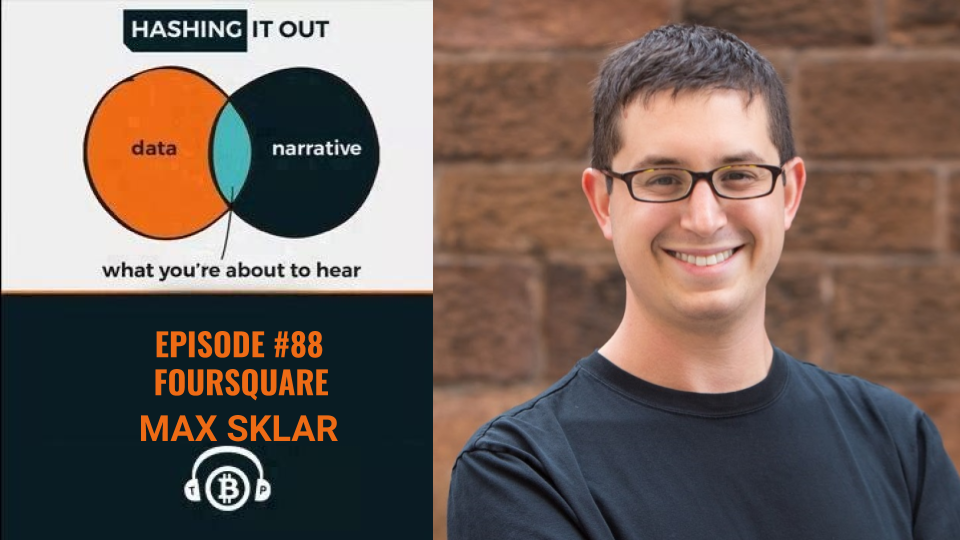 HASHING IT OUT
data
narrative
what you're about to hear
EPISODE #88
FOURSQUARE
MAX SKLAR
T
P